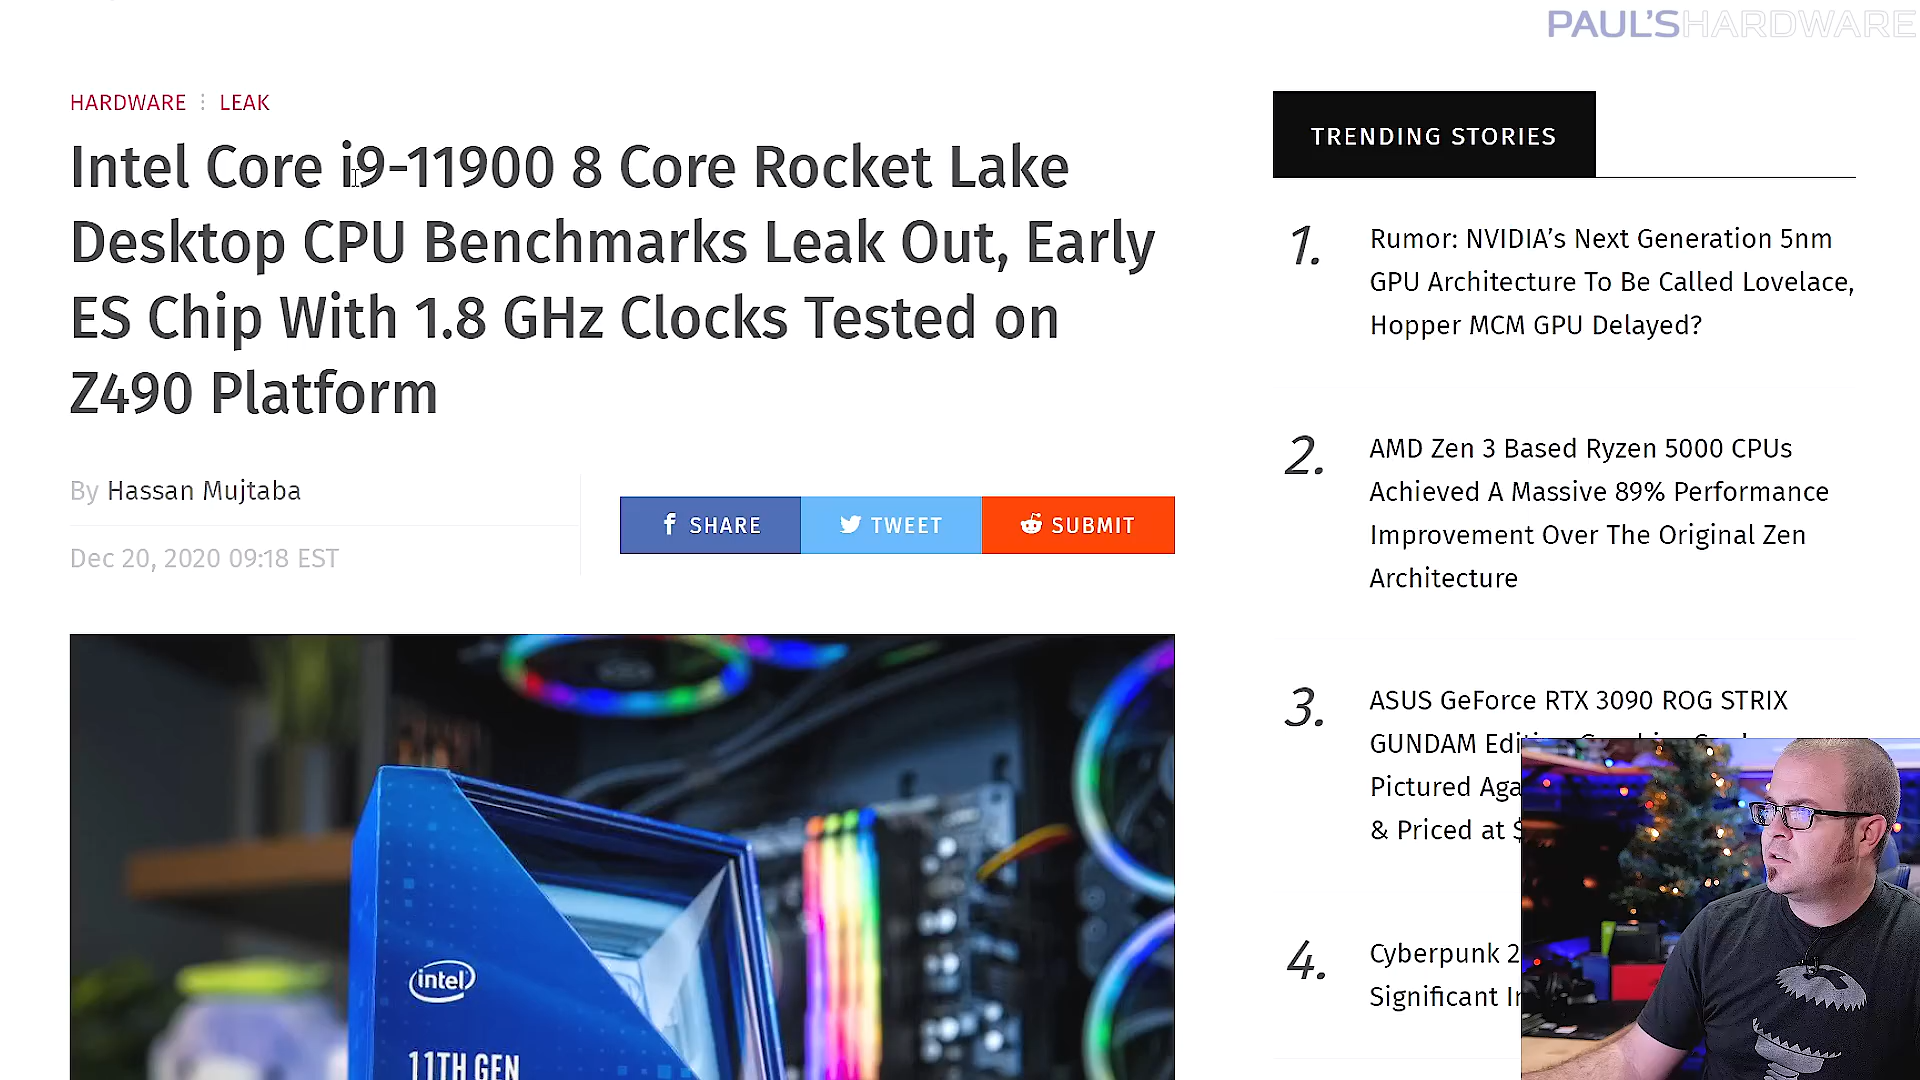 PAUL'SHARDWARE
HARDWARE
LEAK
Intel Core i9-11900 8 Core Rocket Lake
Desktop CPU Benchmarks Leak Out, Early
ES Chip With 1.8 GHz Clocks Tested on
Z490 Platform
By Hassan Mujtaba
Dec 20, 2020 09:18 EST
SHARE
TWEET
SUBMIT
intel
11TH GEN
TRENDING STORIES
1.
Rumor: NVIDIA's Next Generation 5nm
GPU Architecture To Be Called Lovelace,
Hopper MCM GPU Delayed?
2.
AMD Zen 3 Based Ryzen 5000 CPUs
Achieved A Massive 89% Performance
Improvement Over The Original Zen
Architecture
3.
ASUS GeForce RTX 3090 ROG STRIX
GUNDAM
Pictured
& Priced at
4.
Cyberpunk
Significant